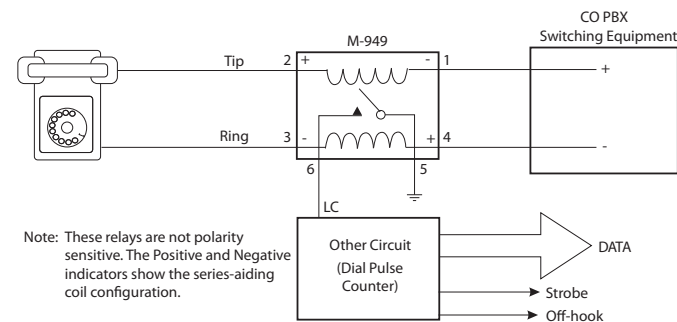 CO PBX
Switching Equipment
M-949
Tip
2
+
-
1
+
Ring
3
-
+
4
-
6
5
LC
Note: These relays are not polarity
sensitive. The Positive and Negative
indicators show the series-aiding
coil configuration.
Other Circuit
(Dial Pulse
Counter)
DATA
Strobe
Off-hook